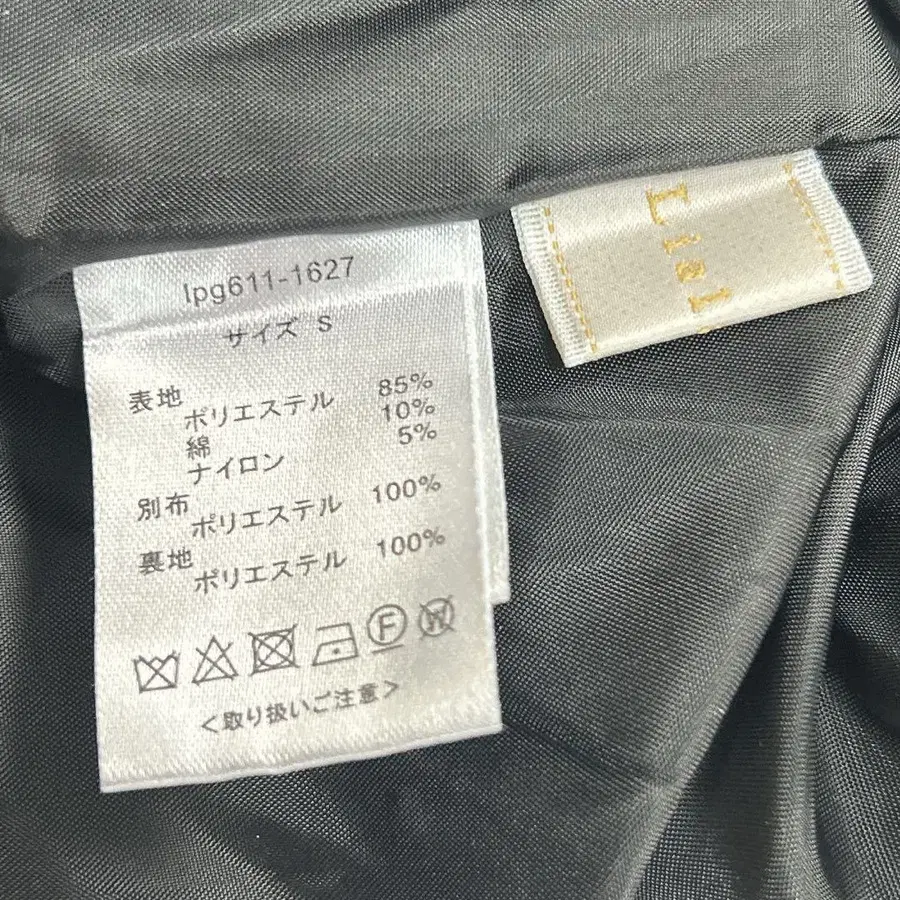 lpg611-1627
サイズ S
表地
ポリエステル 85%
綿 10%
ナイロン 5%
別布
ポリエステル 100%
裏地
ポリエステル 100%
F W
<取り扱いご注意>